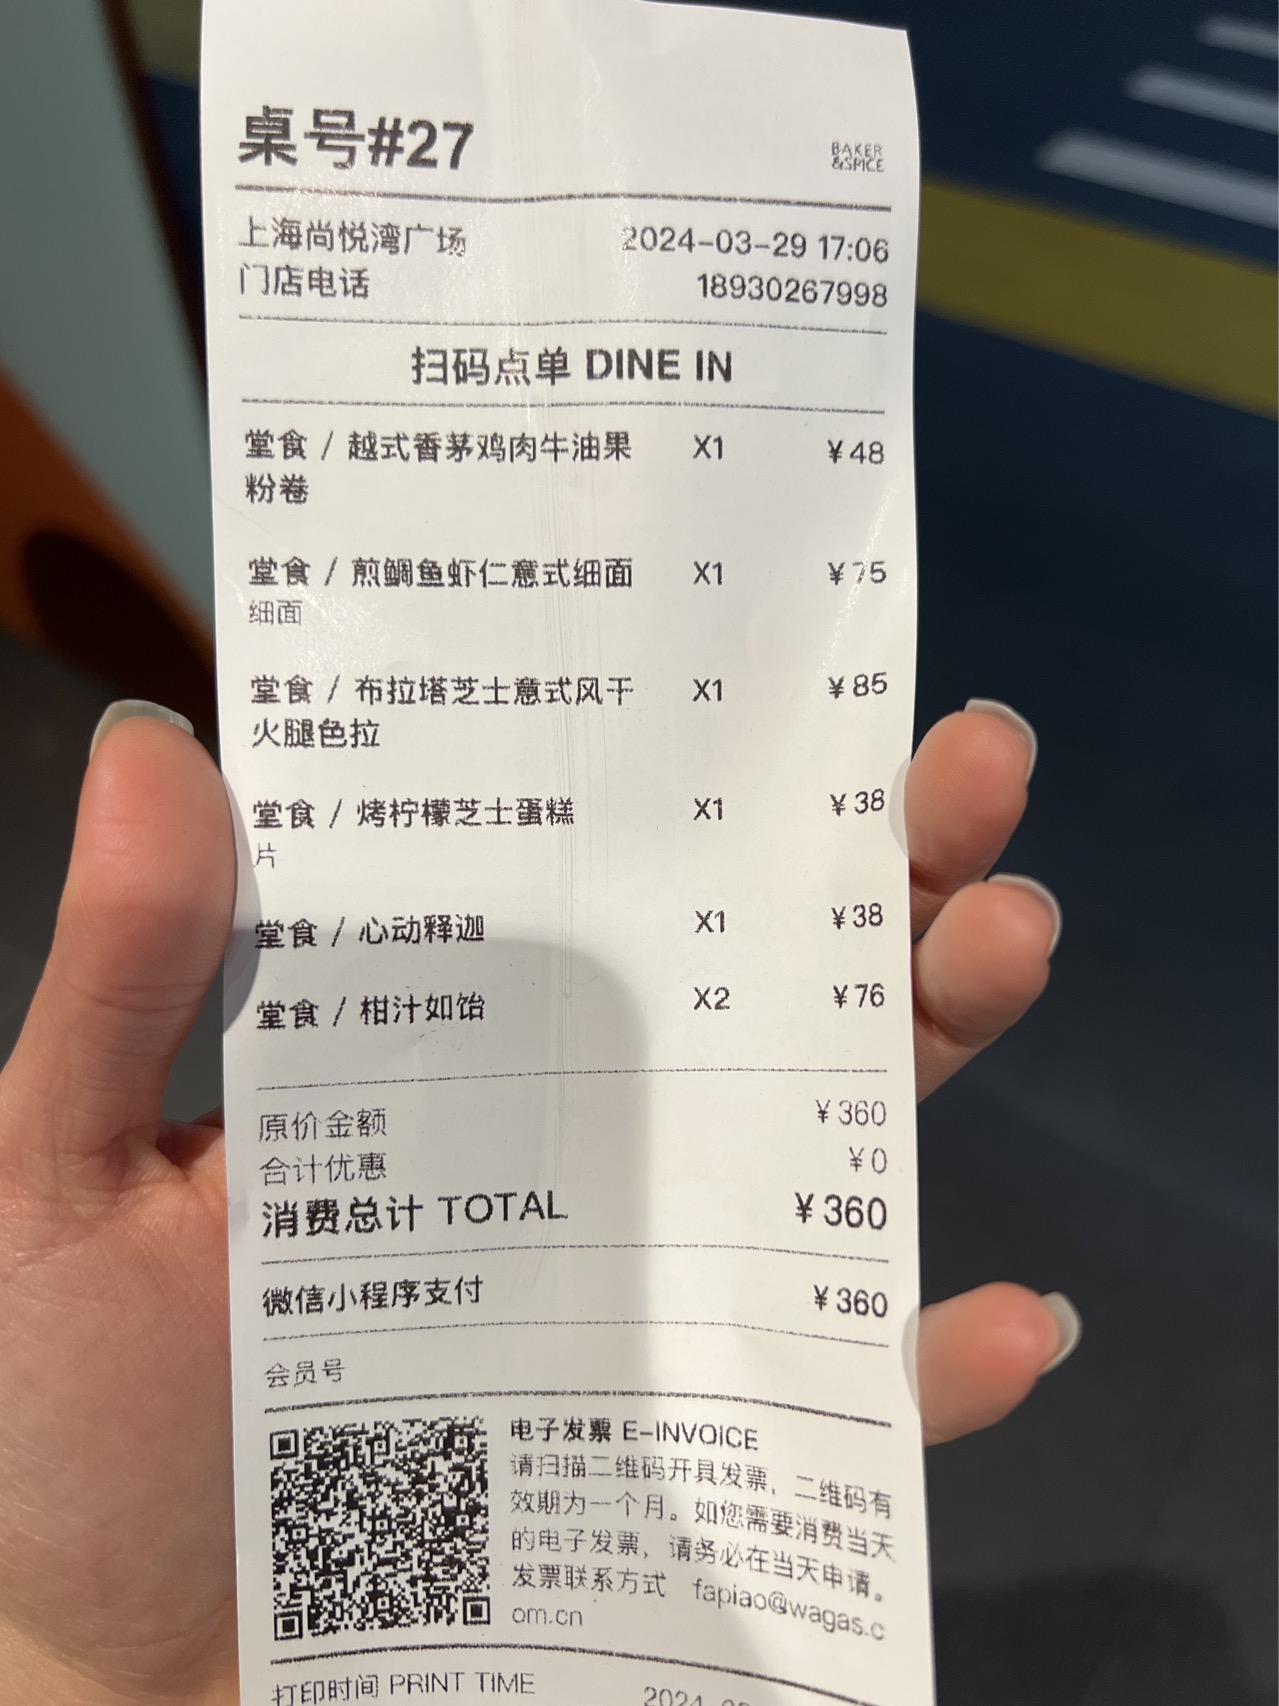 桌号#27
BAKER
&SPICE
上海尚悦湾广场 2024-03-29 17:06
门店电话 18930267998
扫码点单 DINE IN
堂食 / 越式香茅鸡肉牛油果 X1 ¥48
粉卷
堂食 / 煎鲷鱼虾仁意式细面 X1 ¥75
细面
堂食 / 布拉塔芝士意式风干 X1 ¥85
火腿色拉
堂食 / 烤柠檬芝士蛋糕 X1 ¥38
片
堂食 / 心动释迦 X1 ¥38
堂食 / 柑汁如饴 X2 ¥76
原价金额 ¥360
合计优惠 ¥0
消费总计 TOTAL ¥360
微信小程序支付 ¥360
会员号
电子发票 E-INVOICE
请扫描二维码开具发票，二维码有
效期为一个月。如您需要消费当天
的电子发票，请务必在当天申请。
发票联系方式 fapiao@wagas.c
om.cn
打印时间 PRINT TIME 2024-03